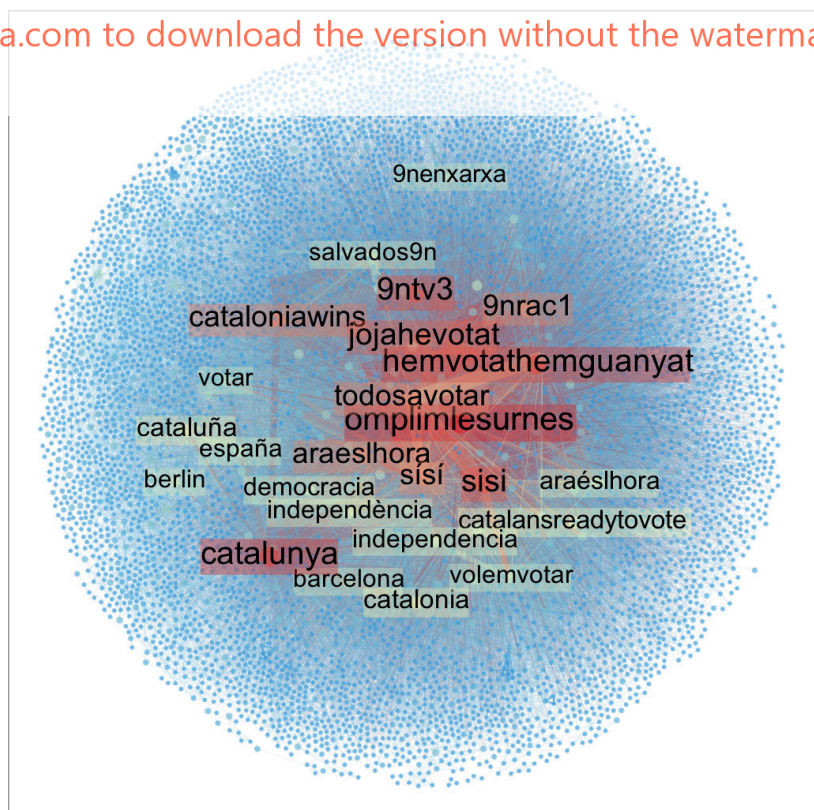 a.com to download the version without the waterma
9nenxarxa
salvados9n
9ntv3
9nrac1
cataloniawins
jojahevotat
hemvotathemguanyat
votar
todosavotar
omplimlesurnes
cataluña
españa
araeslhora
sísí
sisi
araéslhora
berlin
democracia
independència
catalansreadytovote
independencia
catalunya
barcelona
volemvotar
catalonia